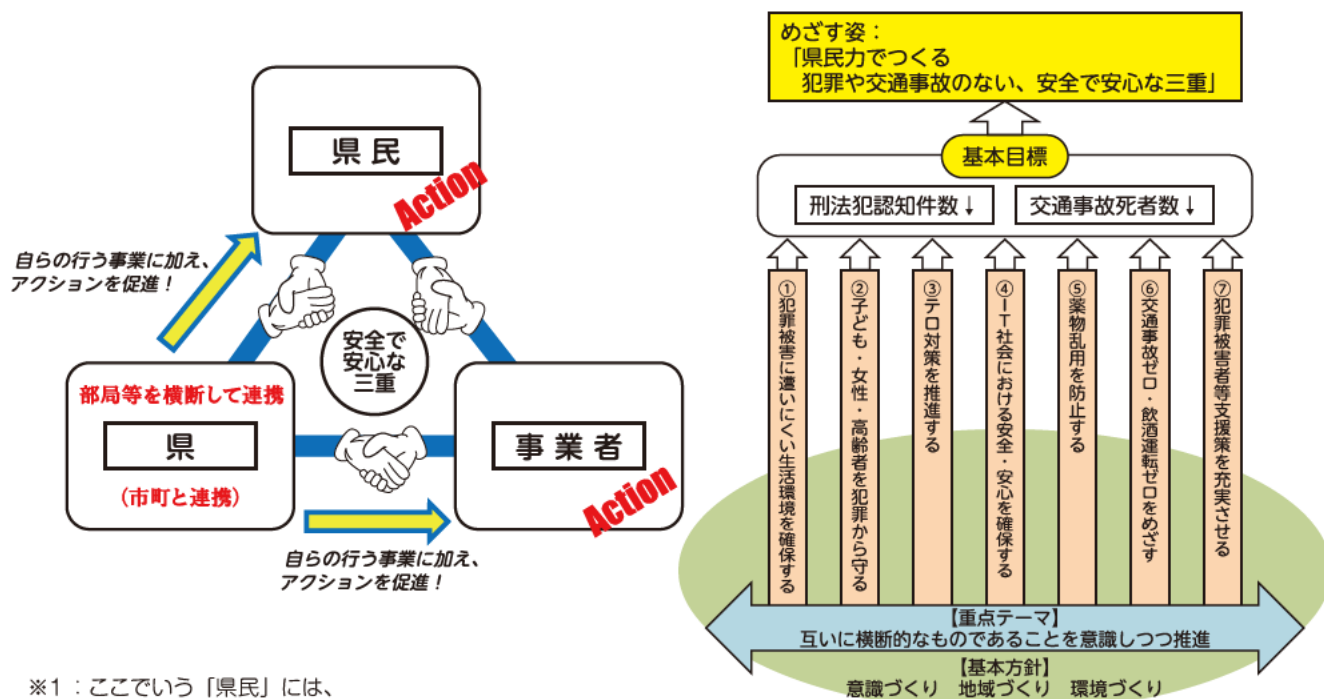 県民
Action
自らの行う事業に加え、
アクションを促進！
安全で
安心な
三重
部局等を横断して連携
県
(市町と連携)
事業者
Action
自らの行う事業に加え、
アクションを促進！
※1：ここでいう「県民」には、
めざす姿：
「県民力でつくる
犯罪や交通事故のない、安全で安心な三重」
基本目標
刑法犯認知件数↓
交通事故死者数↓
①犯罪被害に遭いにくい生活環境を確保する
②子ども・女性・高齢者を犯罪から守る
③テロ対策を推進する
④IT社会における安全・安心を確保する
⑤薬物乱用を防止する
⑥交通事故ゼロ・飲酒運転ゼロをめざす
⑦犯罪被害者等支援策を充実させる
【重点テーマ】
互いに横断的なものであることを意識しつつ推進
【基本方針】
意識づくり　地域づくり　環境づくり